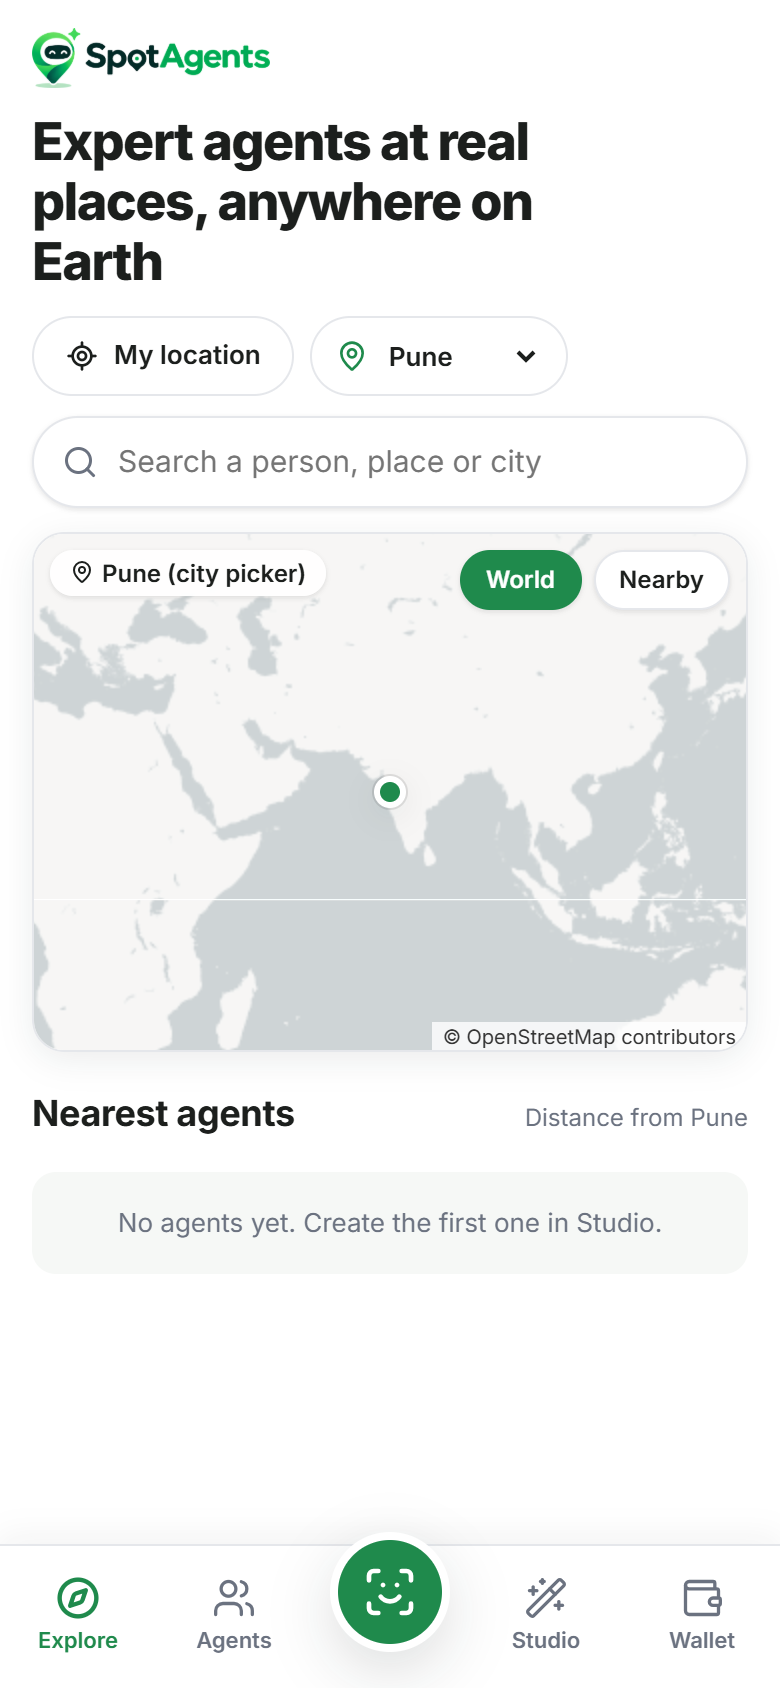 SpotAgents
Expert agents at real
places, anywhere on
Earth
My location
Pune
Search a person, place or city
Pune (city picker)
World
Nearby
© OpenStreetMap contributors
Nearest agents
Distance from Pune
No agents yet. Create the first one in Studio.
Explore
Agents
Studio
Wallet